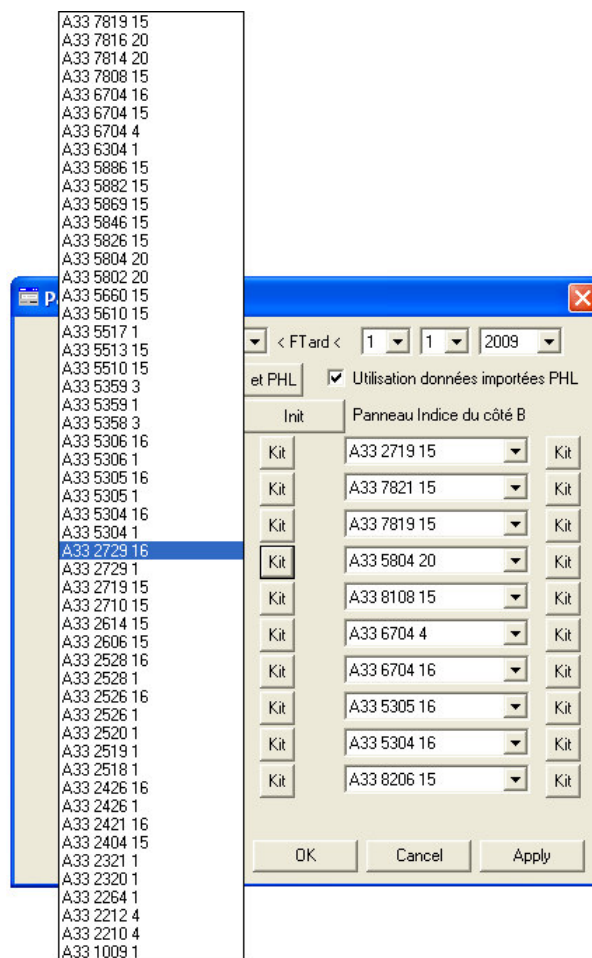 A33 7819 15
A33 7816 20
A33 7814 20
A33 7808 15
A33 6704 16
A33 6704 15
A33 6704 4
A33 6304 1
A33 5886 15
A33 5882 15
A33 5869 15
A33 5846 15
A33 5826 15
A33 5804 20
A33 5802 20
A33 5660 15
A33 5610 15
A33 5517 1
A33 5513 15
A33 5510 15
A33 5359 3
A33 5359 1
A33 5358 3
A33 5306 16
A33 5306 1
A33 5305 16
A33 5305 1
A33 5304 16
A33 5304 1
A33 2729 16
A33 2729 1
A33 2719 15
A33 2710 15
A33 2614 15
A33 2606 15
A33 2528 16
A33 2528 1
A33 2526 16
A33 2526 1
A33 2520 1
A33 2519 1
A33 2518 1
A33 2426 16
A33 2426 1
A33 2421 16
A33 2404 15
A33 2321 1
A33 2320 1
A33 2264 1
A33 2212 4
A33 2210 4
A33 1009 1
< FTard < 1 1 2009
et PHL Utilisation données importées PHL
Init Panneau Indice du côté B
Kit A33 2719 15 Kit
Kit A33 7821 15 Kit
Kit A33 7819 15 Kit
Kit A33 5804 20 Kit
Kit A33 8108 15 Kit
Kit A33 6704 4 Kit
Kit A33 6704 16 Kit
Kit A33 5305 16 Kit
Kit A33 5304 16 Kit
Kit A33 8206 15 Kit
OK Cancel Apply